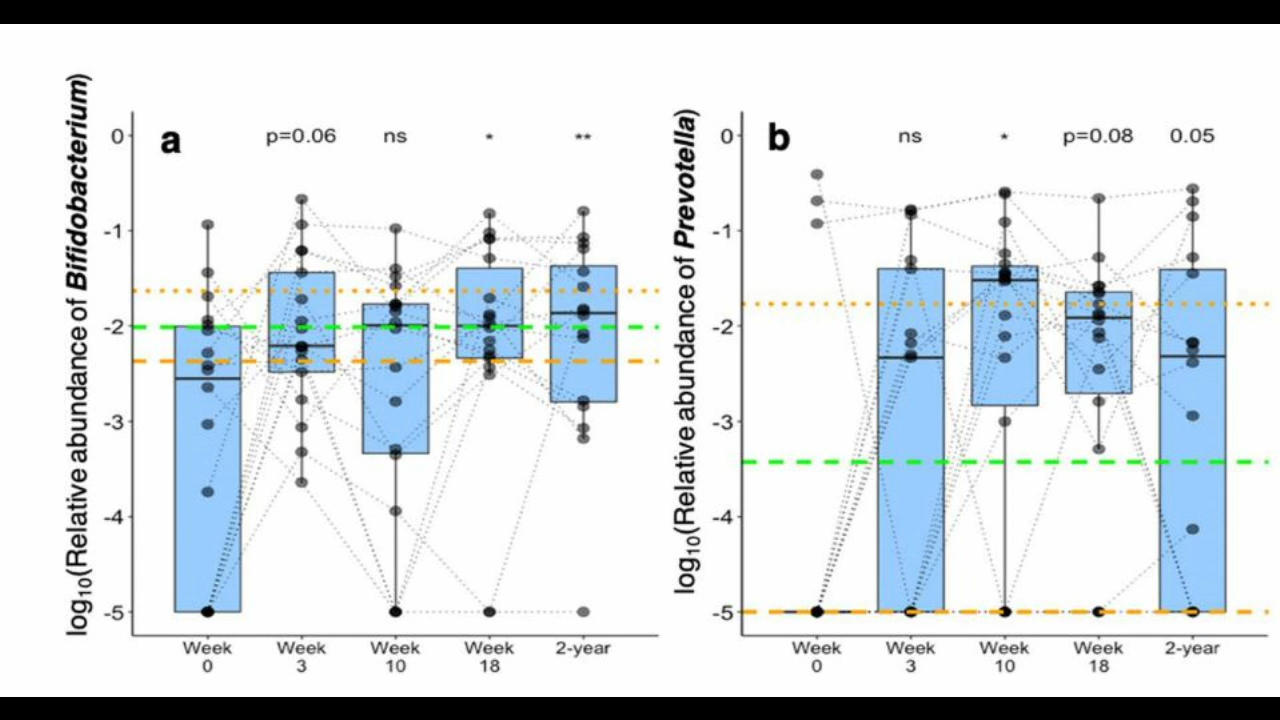 log10(Relative abundance of Bifidobacterium)
a
p=0.06 ns * **
0
-1
-2
-3
-4
-5
Week 0
Week 3
Week 10
Week 18
2-year
log10(Relative abundance of Prevotella)
b
ns * p=0.08 0.05
0
-1
-2
-3
-4
-5
Week 0
Week 3
Week 10
Week 18
2-year